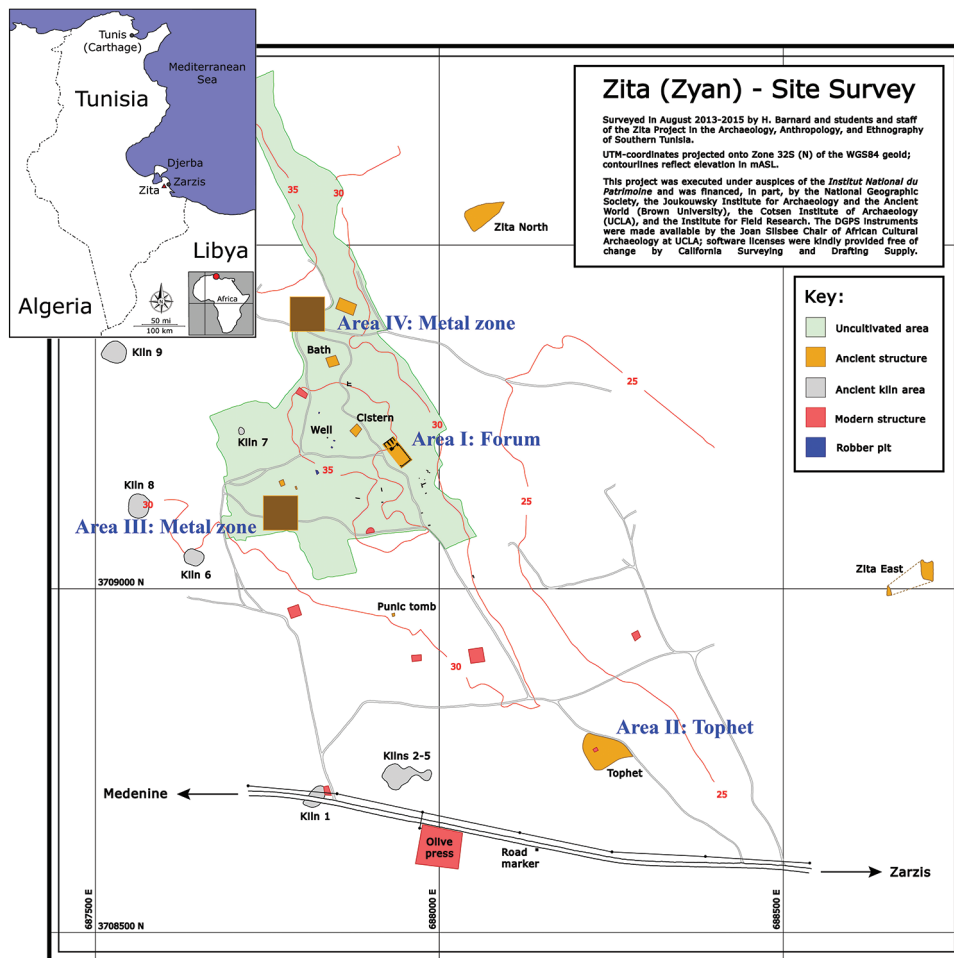 Tunis
(Carthage)
Mediterranean
Sea
Tunisia
Djerba
Zarzis
Zita
Libya
Algeria
Africa
50 mi
100 km
Zita (Zyan) - Site Survey
Surveyed in August 2013-2015 by H. Barnard and students and staff
of the Zita Project in the Archaeology, Anthropology, and Ethnography
of Southern Tunisia.
UTM-coordinates projected onto Zone 32S (N) of the WGS84 geoid;
contourlines reflect elevation in mASL.
This project was executed under auspices of the Institut National du
Patrimoine and was financed, in part, by the National Geographic
Society, the Joukouwsky Institute for Archaeology and the Ancient
World (Brown University), the Cotsen Institute of Archaeology
(UCLA), and the Institute for Field Research. The DGPS instruments
were made available by the Joan Silsbee Chair of African Cultural
Archaeology at UCLA; software licenses were kindly provided free of
change by California Surveying and Drafting Supply.
Key:
Uncultivated area
Ancient structure
Ancient kiln area
Modern structure
Robber pit
35
30
Zita North
Area IV: Metal zone
Bath
Kiln 9
25
Cistern
Well
30
Kiln 7
Area I: Forum
35
Kiln 8
30
25
Area III: Metal zone
Kiln 6
Zita East
3709000 N
Punic tomb
30
Area II: Tophet
Tophet
Kilns 2-5
25
Medenine
Kiln 1
Olive
press
Road
marker
Zarzis
687500 E
688000 E
688500 E
3708500 N